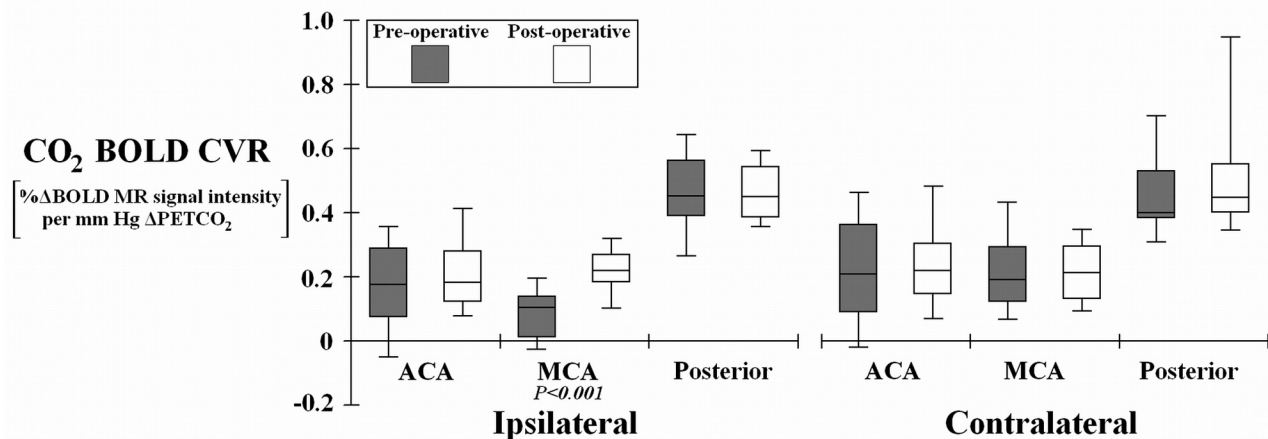 1.0
Pre-operative Post-operative
0.8
CO₂ BOLD CVR
0.6
%ΔBOLD MR signal intensity
per mm Hg ΔPETCO₂
0.4
0.2
0
ACA MCA Posterior ACA MCA Posterior
P<0.001
-0.2
Ipsilateral Contralateral